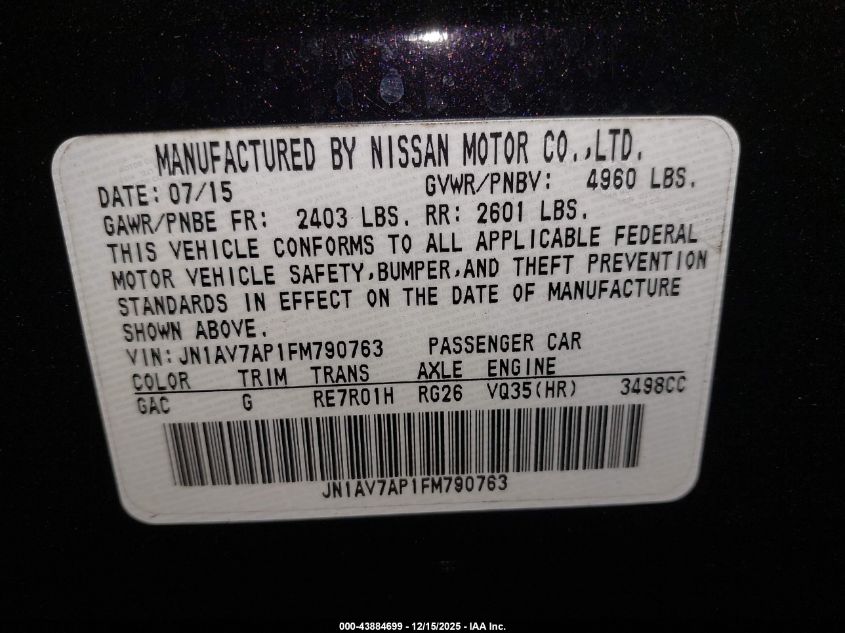 MANUFACTURED BY NISSAN MOTOR CO.,LTD.
DATE: 07/15 GVWR/PNBV: 4960 LBS.
GAWR/PNBE FR: 2403 LBS. RR: 2601 LBS.
THIS VEHICLE CONFORMS TO ALL APPLICABLE FEDERAL
MOTOR VEHICLE SAFETY,BUMPER,AND THEFT PREVENTION
STANDARDS IN EFFECT ON THE DATE OF MANUFACTURE
SHOWN ABOVE.
VIN: JN1AV7AP1FM790763 PASSENGER CAR
COLOR TRIM TRANS AXLE ENGINE
GAC G RE7R01H RG26 VQ35(HR) 3498CC
JN1AV7AP1FM790763
000-43884699 - 12/15/2025 - IAA Inc.